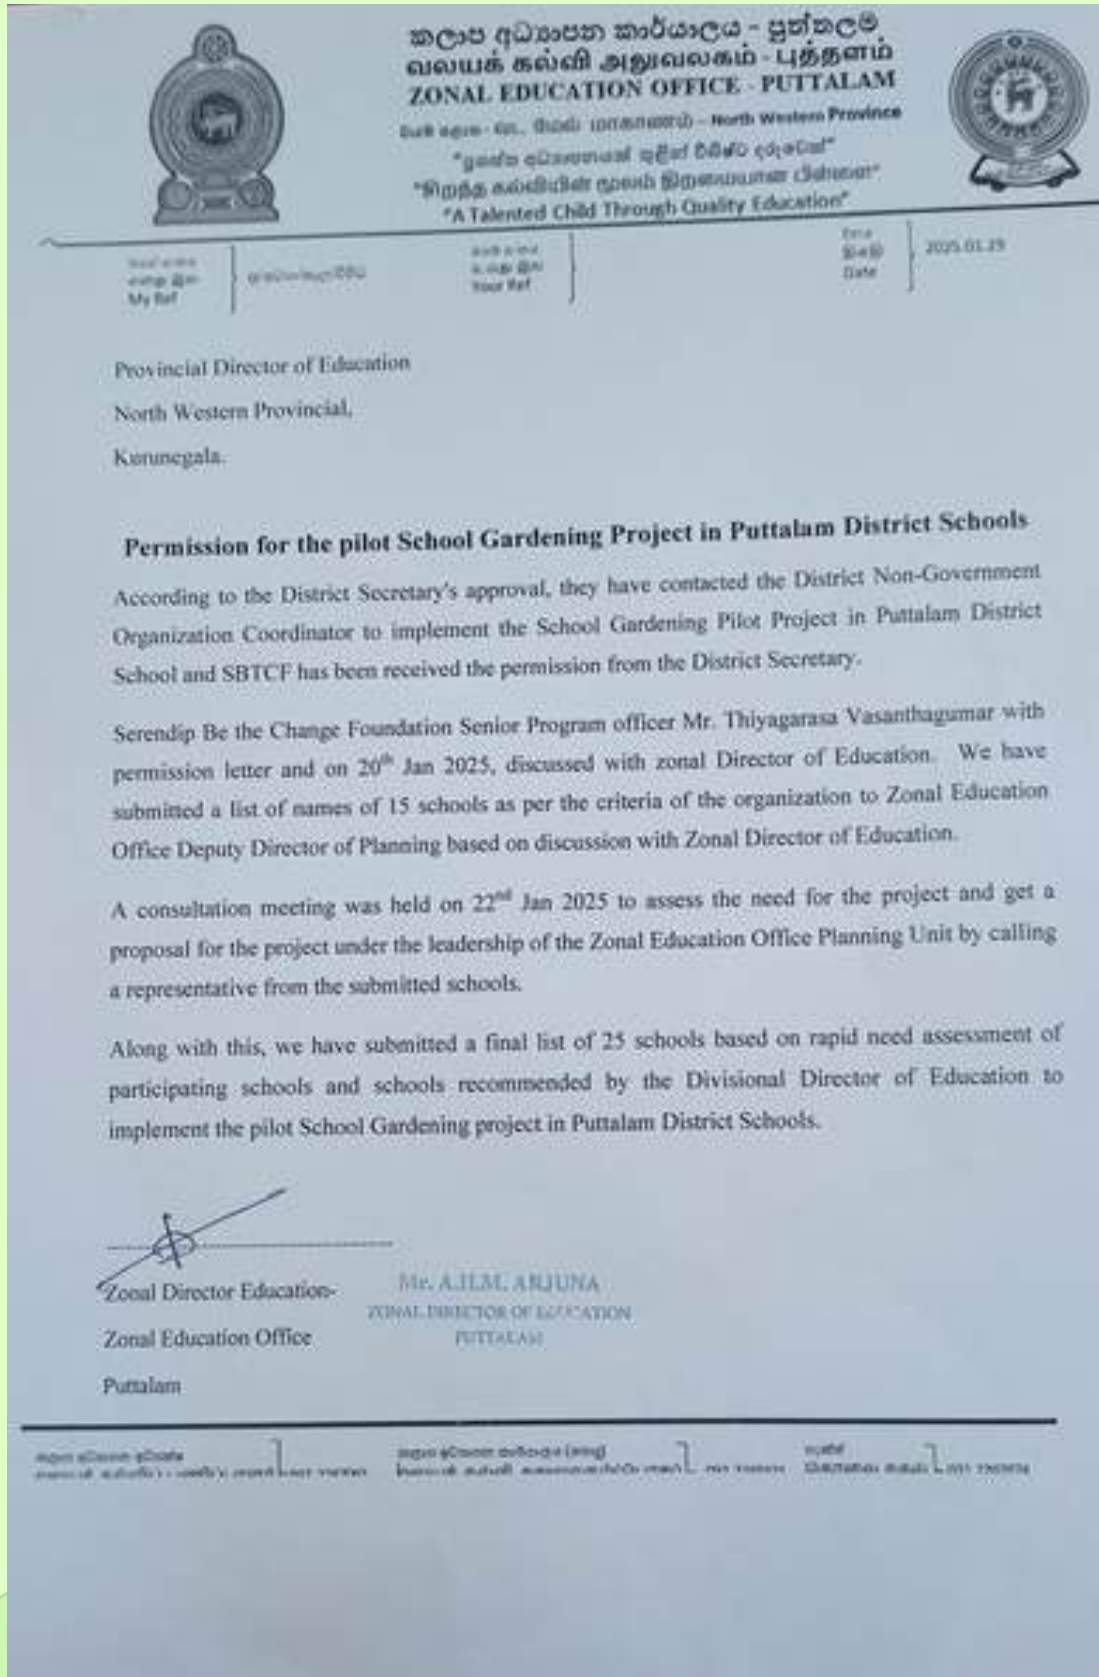 කලාප අධ්‍යාපන කාර්යාලය - පුත්තලම
வலயக் கல்வி அலுவலகம் - புத்தளம்
ZONAL EDUCATION OFFICE - PUTTALAM
North Western Province
"A Talented Child Through Quality Education"
My Ref
Your Ref
Date
2025.01.29
Provincial Director of Education
North Western Provincial,
Kurunegala.
Permission for the pilot School Gardening Project in Puttalam District Schools
According to the District Secretary's approval, they have contacted the District Non-Government
Organization Coordinator to implement the School Gardening Pilot Project in Puttalam District
School and SBTCF has been received the permission from the District Secretary.
Serendip Be the Change Foundation Senior Program officer Mr. Thiyagarasa Vasanthagumar with
permission letter and on 20th Jan 2025, discussed with zonal Director of Education. We have
submitted a list of names of 15 schools as per the criteria of the organization to Zonal Education
Office Deputy Director of Planning based on discussion with Zonal Director of Education.
A consultation meeting was held on 22nd Jan 2025 to assess the need for the project and get a
proposal for the project under the leadership of the Zonal Education Office Planning Unit by calling
a representative from the submitted schools.
Along with this, we have submitted a final list of 25 schools based on rapid need assessment of
participating schools and schools recommended by the Divisional Director of Education to
implement the pilot School Gardening project in Puttalam District Schools.
Zonal Director Education-
Zonal Education Office
Puttalam
Mr. A.H.M. ARJUNA
ZONAL DIRECTOR OF EDUCATION
PUTTALAM